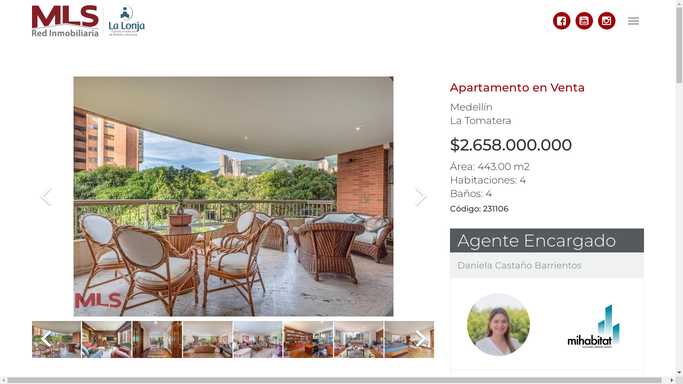 MLS
Red Inmobiliaria
La Lonja
Apartamento en Venta
Medellín
La Tomatera
$2.658.000.000
Área: 443.00 m2
Habitaciones: 4
Baños: 4
Código: 231106
MLS
Agente Encargado
Daniela Castaño Barrientos
mihabitat